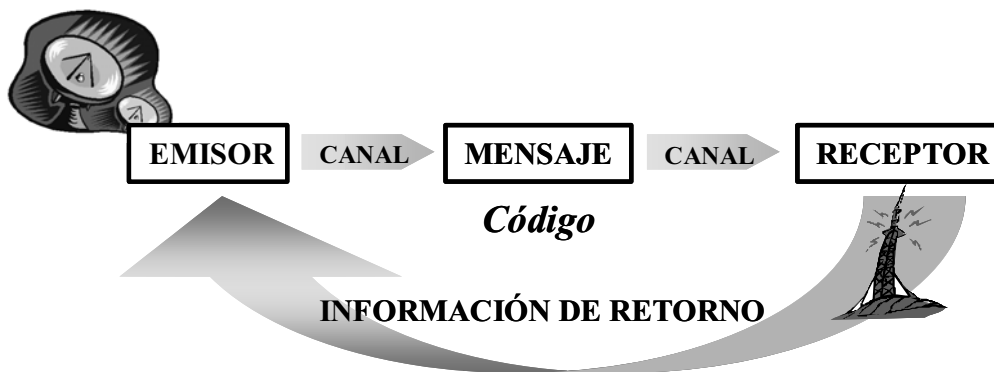 EMISOR CANAL MENSAJE CANAL RECEPTOR
Código
INFORMACIÓN DE RETORNO